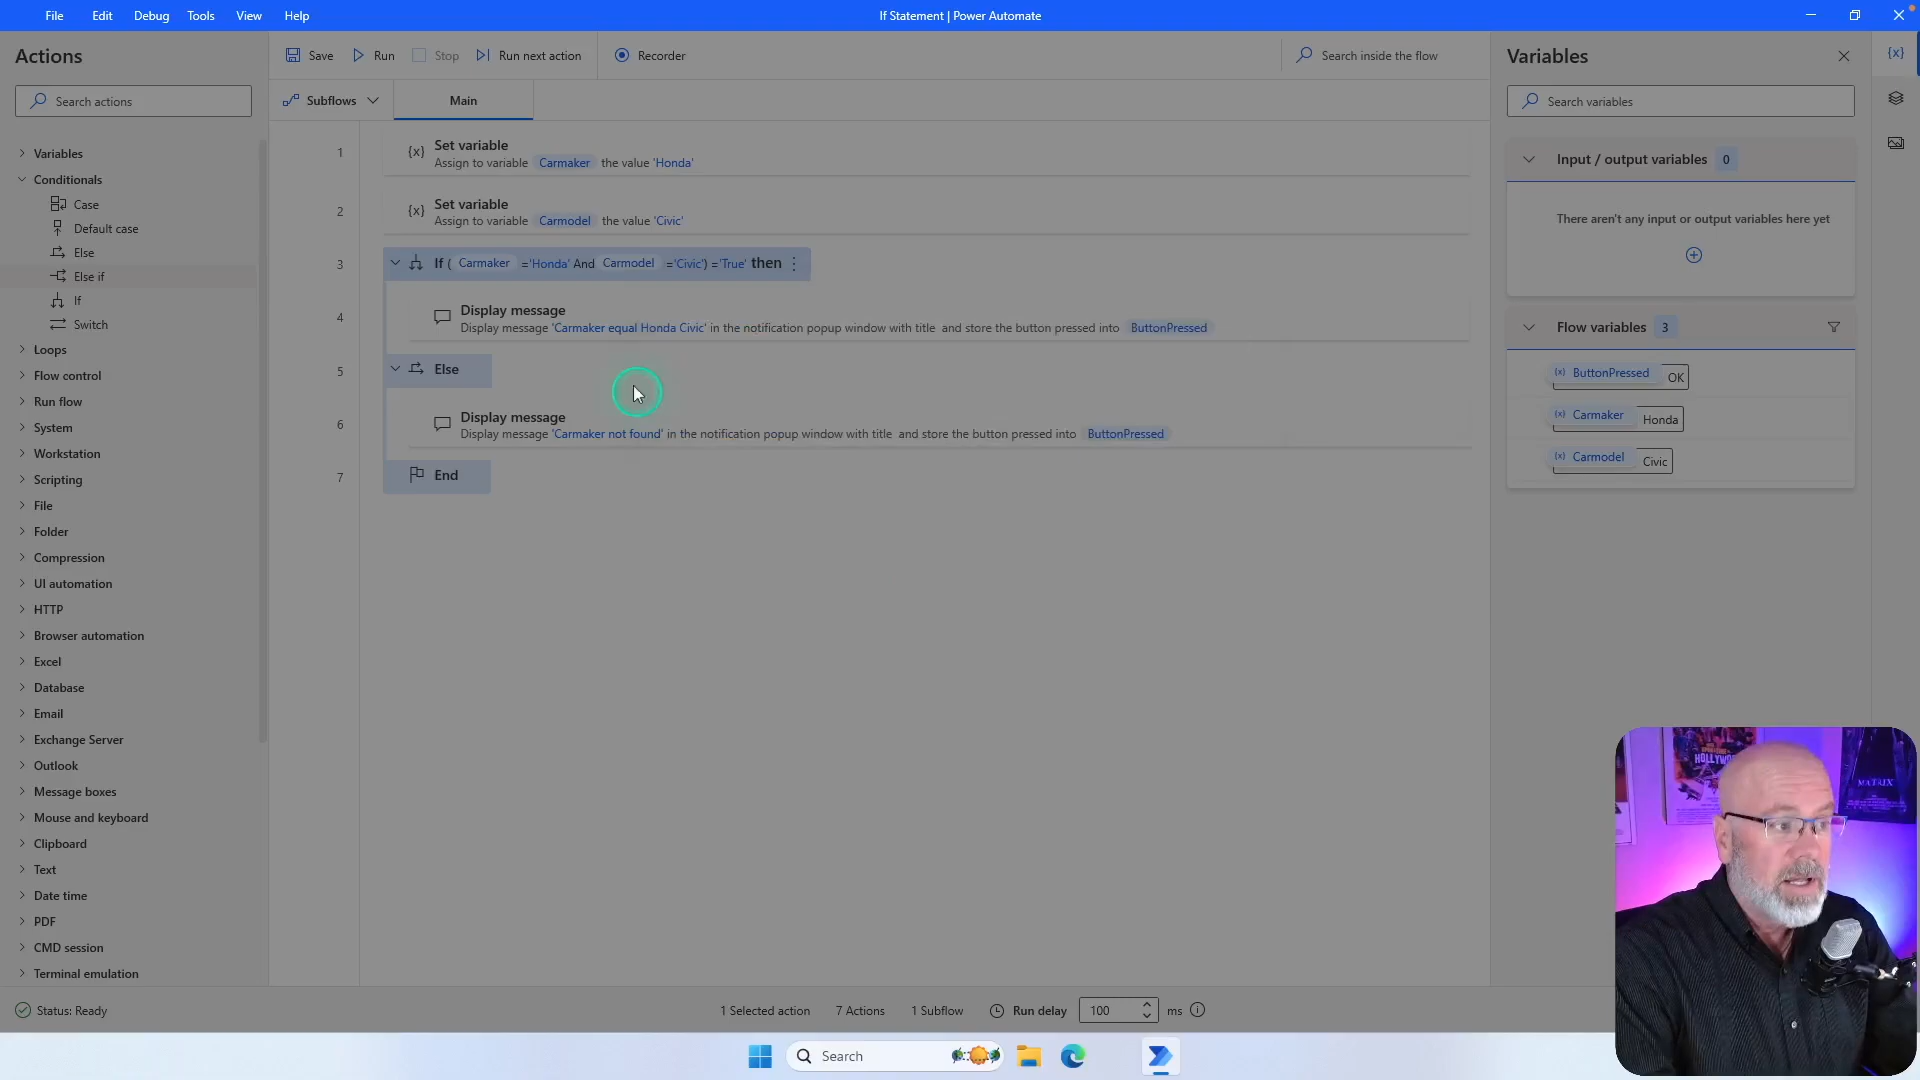 File Edit Debug Tools View Help
If Statement | Power Automate
Actions
Search actions
Variables
Conditionals
Case
Default case
Else
Else if
If
Switch
Loops
Flow control
Run flow
System
Workstation
Scripting
File
Folder
Compression
UI automation
HTTP
Browser automation
Excel
Database
Email
Exchange Server
Outlook
Message boxes
Mouse and keyboard
Clipboard
Text
Date time
PDF
CMD session
Terminal emulation
Save Run Stop Run next action Recorder
Search inside the flow
Subflows Main
1 {x} Set variable
Assign to variable Carmaker the value 'Honda'
2 {x} Set variable
Assign to variable Carmodel the value 'Civic'
3 If ( Carmaker ='Honda' And Carmodel ='Civic') ='True' then
4 Display message
Display message 'Carmaker equal Honda Civic' in the notification popup window with title and store the button pressed into ButtonPressed
5 Else
6 Display message
Display message 'Carmaker not found' in the notification popup window with title and store the button pressed into ButtonPressed
7 End
Variables
{x}
Search variables
Input / output variables 0
There aren't any input or output variables here yet
Flow variables 3
(x) ButtonPressed OK
(x) Carmaker Honda
(x) Carmodel Civic
HOLLYWO
MATRIX
Status: Ready
1 Selected action 7 Actions 1 Subflow Run delay 100 ms
Search